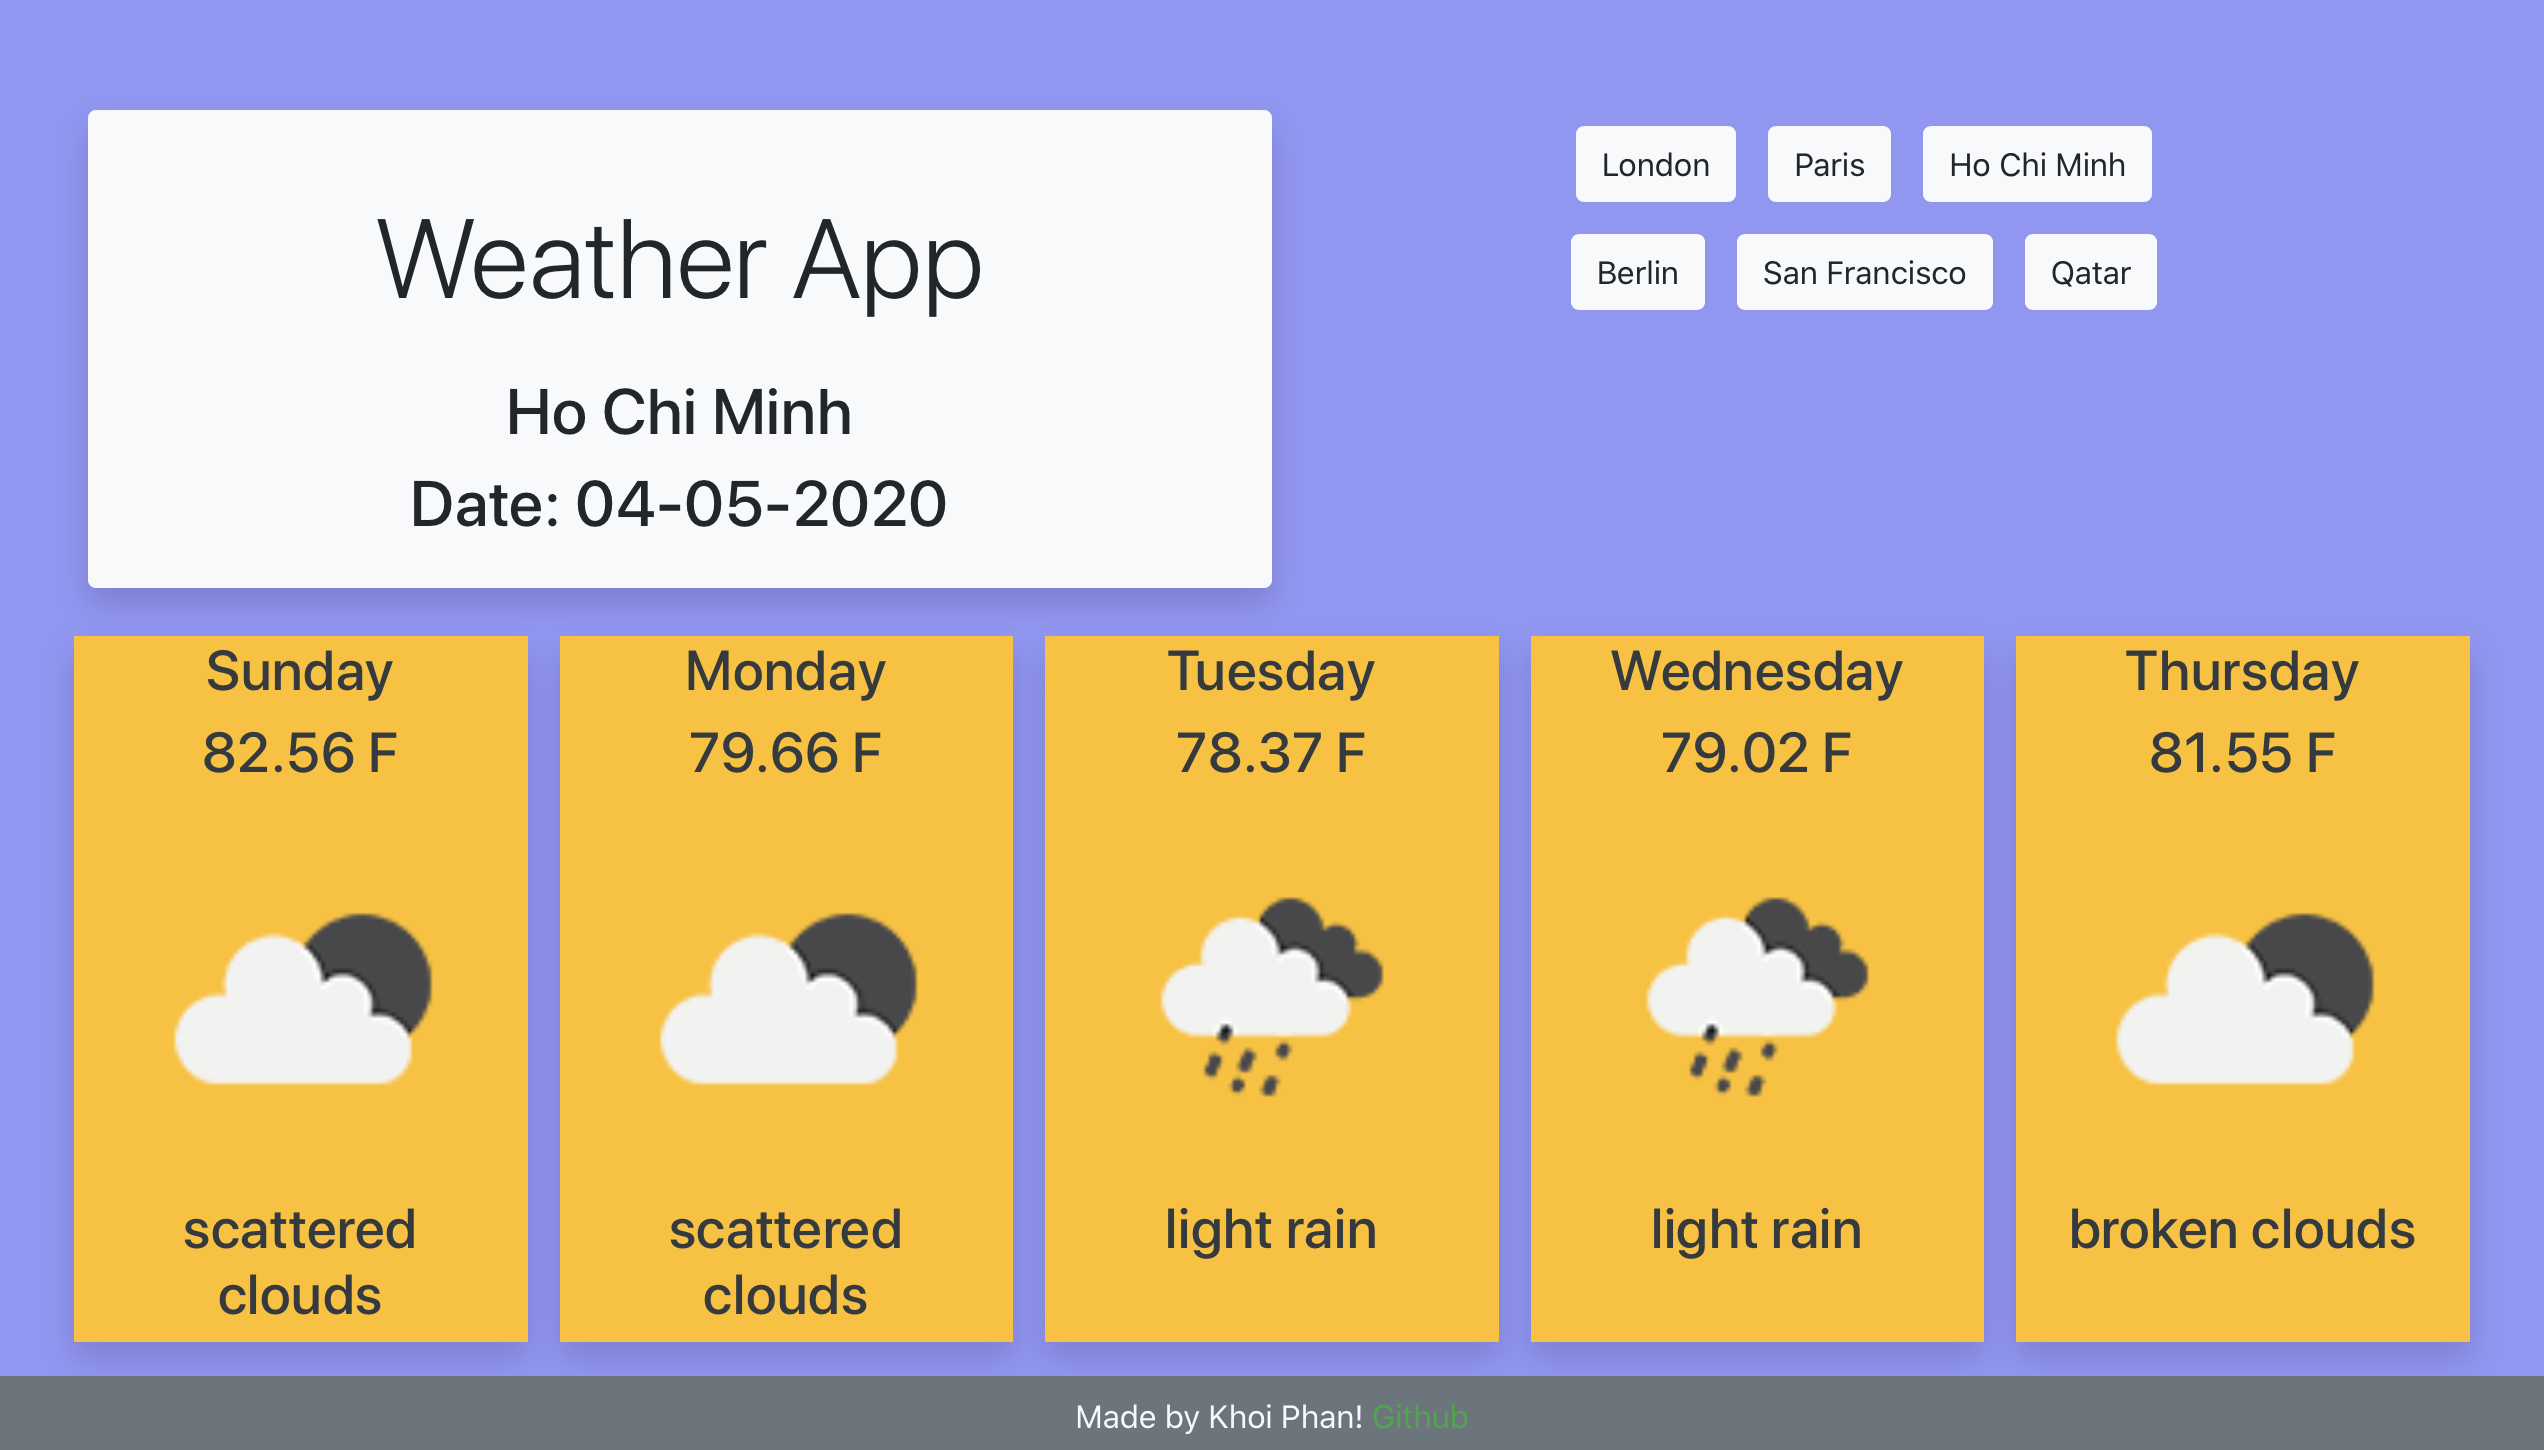 Weather App
Ho Chi Minh
Date: 04-05-2020
London
Paris
Ho Chi Minh
Berlin
San Francisco
Qatar
Sunday
82.56 F
scattered
clouds
Monday
79.66 F
scattered
clouds
Tuesday
78.37 F
light rain
Wednesday
79.02 F
light rain
Thursday
81.55 F
broken clouds
Made by Khoi Phan! Github